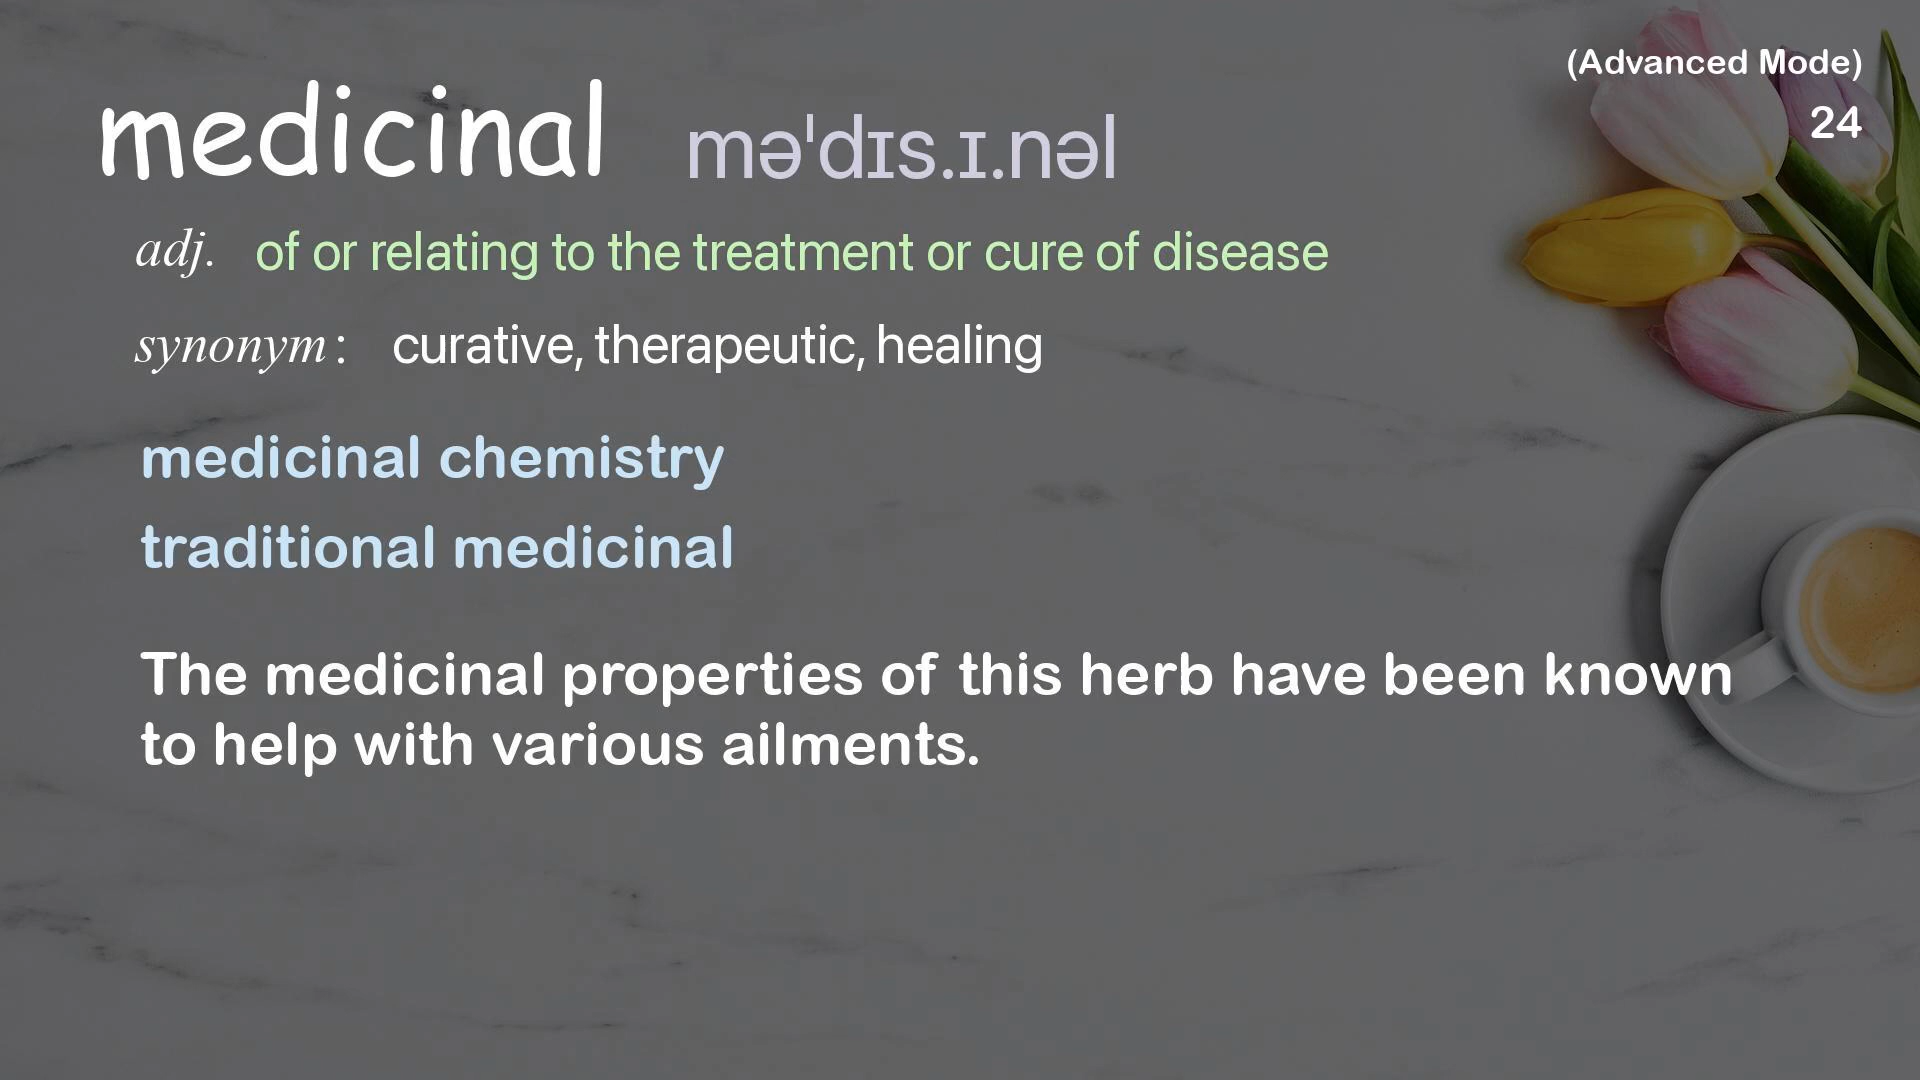 (Advanced Mode)
24
medicinal məˈdɪs.ɪ.nəl
adj. of or relating to the treatment or cure of disease
synonym: curative, therapeutic, healing
medicinal chemistry
traditional medicinal
The medicinal properties of this herb have been known
to help with various ailments.